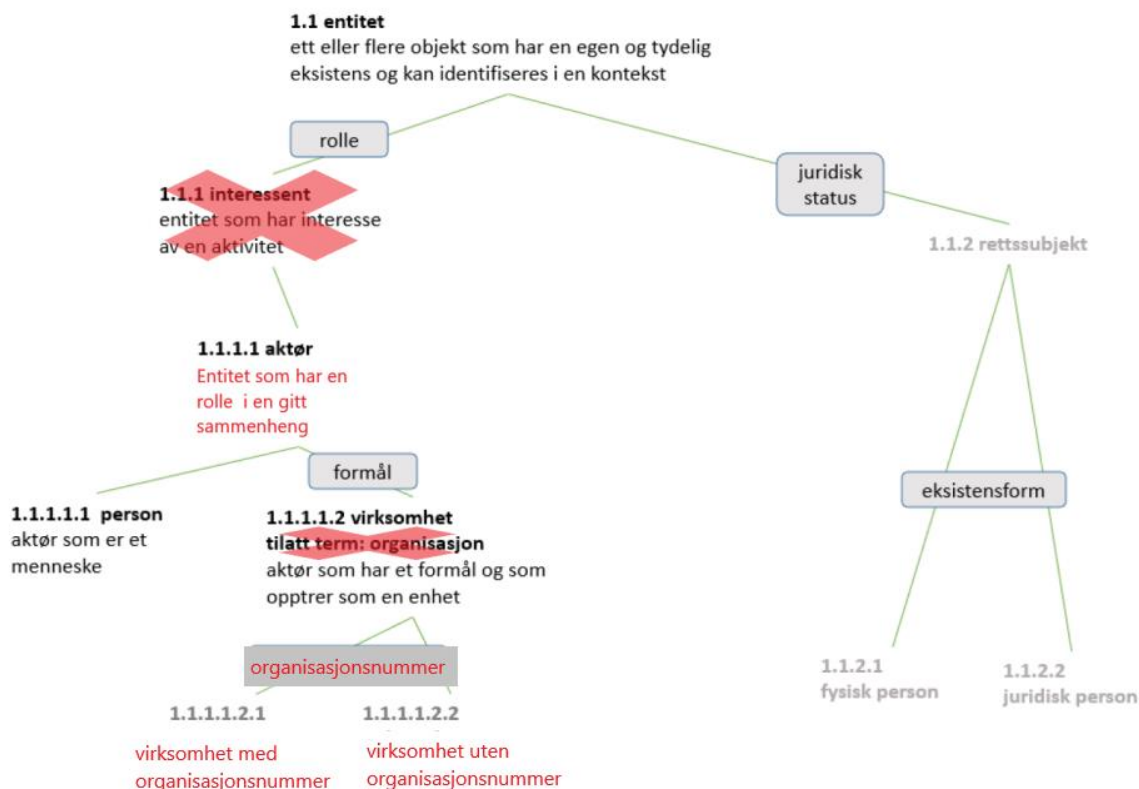 1.1 entitet
ett eller flere objekt som har en egen og tydelig
eksistens og kan identifiseres i en kontekst
rolle
juridisk
status
1.1.1 interessent
entitet som har interesse
av en aktivitet
1.1.2 rettssubjekt
1.1.1.1 aktør
Entitet som har en
rolle i en gitt
sammenheng
formål
eksistensform
1.1.1.1.1 person
aktør som er et
menneske
1.1.1.1.2 virksomhet
tilatt term: organisasjon
aktør som har et formål og som
opptrer som en enhet
organisasjonsnummer
1.1.2.1
fysisk person
1.1.2.2
juridisk person
1.1.1.1.2.1
virksomhet med
organisasjonsnummer
1.1.1.1.2.2
virksomhet uten
organisasjonsnummer